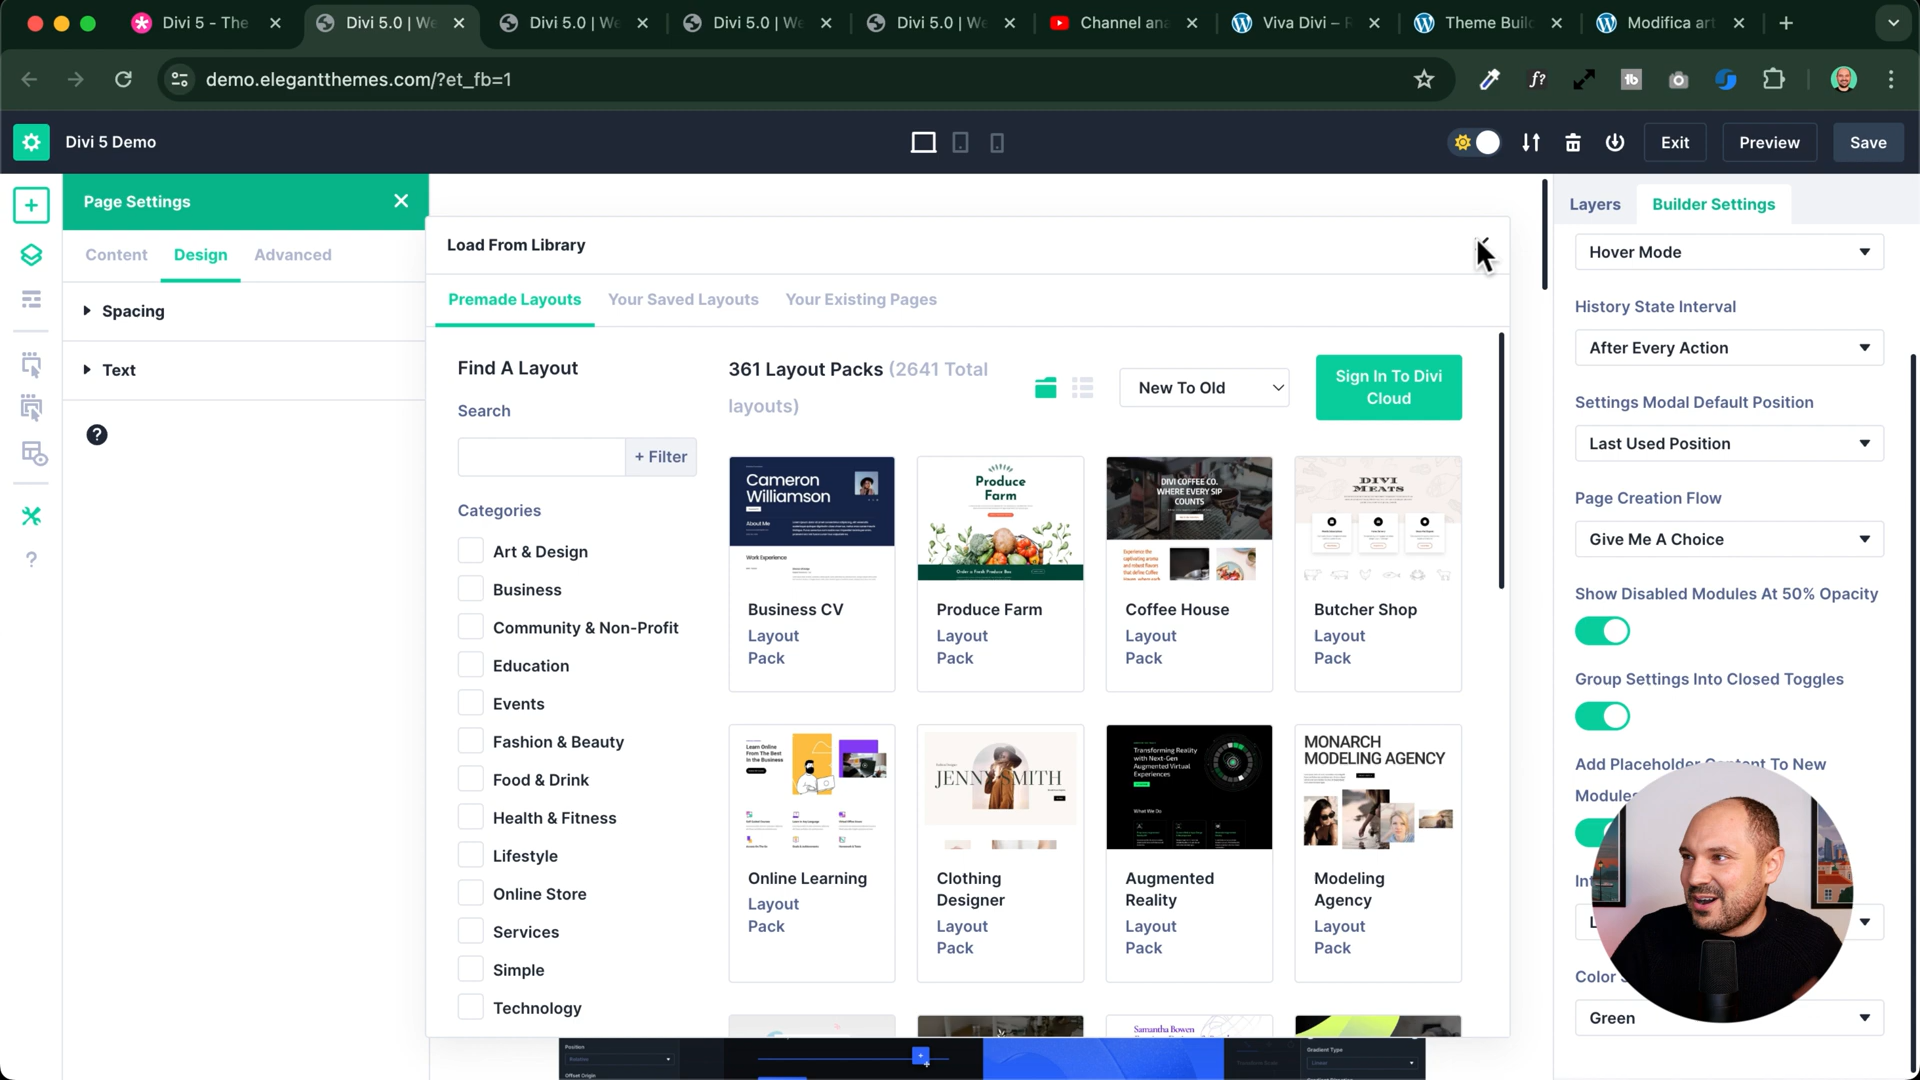 Divi 5 - The
Divi 5.0 | We
Divi 5.0 | We
Divi 5.0 | We
Divi 5.0 | We
Channel ana
Viva Divi – R
Theme Build
Modifica art
demo.elegantthemes.com/?et_fb=1
Divi 5 Demo
Exit
Preview
Save
Page Settings
Content
Design
Advanced
Spacing
Text
Load From Library
Premade Layouts
Your Saved Layouts
Your Existing Pages
Find A Layout
Search
+ Filter
Categories
Art & Design
Business
Community & Non-Profit
Education
Events
Fashion & Beauty
Food & Drink
Health & Fitness
Lifestyle
Online Store
Services
Simple
Technology
361 Layout Packs (2641 Total
layouts)
New To Old
Sign In To Divi
Cloud
Cameron
Williamson
About Me
Work Experience
Business CV
Layout
Pack
Produce
Farm
Order a Fresh Produce Box
Produce Farm
Layout
Pack
DIVI COFFEE CO.
WHERE EVERY SIP
COUNTS
Coffee House
Layout
Pack
DIVI
MEATS
Butcher Shop
Layout
Pack
Learn Online
From The Best
In the Business
Online Learning
Layout
Pack
JENNY SMITH
Clothing
Designer
Layout
Pack
Transforming Reality
with Next-Gen
Augmented Virtual
Experiences
What We Do
Augmented
Reality
Layout
Pack
MONARCH
MODELING AGENCY
Modeling
Agency
Layout
Pack
Samantha Bowen
Position
Offset Origin
Gradient Type
Layers
Builder Settings
Hover Mode
History State Interval
After Every Action
Settings Modal Default Position
Last Used Position
Page Creation Flow
Give Me A Choice
Show Disabled Modules At 50% Opacity
Group Settings Into Closed Toggles
Add Placeholder Content To New
Modules
Color
Green